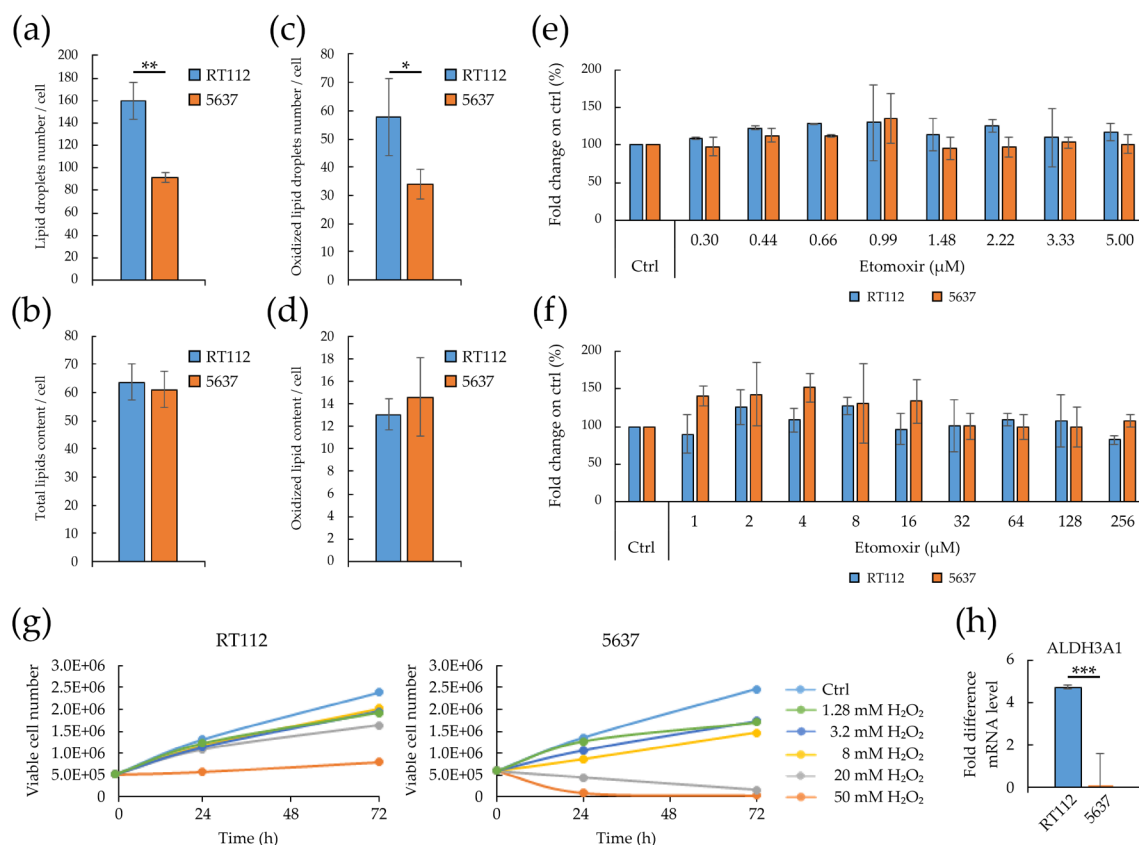 (a)
Lipid droplets number / cell
200
180
160
140
120
100
80
60
40
20
0
**
RT112
5637
(c)
Oxidized lipid droplets number / cell
80
70
60
50
40
30
20
10
0
*
RT112
5637
(e)
Fold change on ctrl (%)
200
150
100
50
0
Ctrl
0.30 0.44 0.66 0.99 1.48 2.22 3.33 5.00
Etomoxir (µM)
RT112 5637
(b)
Total lipids content / cell
80
70
60
50
40
30
20
10
0
RT112
5637
(d)
Oxidized lipid content / cell
20
18
16
14
12
10
8
6
4
2
0
RT112
5637
(f)
Fold change on ctrl (%)
200
150
100
50
0
Ctrl
1 2 4 8 16 32 64 128 256
Etomoxir (µM)
RT112 5637
(g)
RT112
Viable cell number
3.0E+06
2.5E+06
2.0E+06
1.5E+06
1.0E+06
5.0E+05
0
0 24 48 72
Time (h)
5637
Viable cell number
3.0E+06
2.5E+06
2.0E+06
1.5E+06
1.0E+06
5.0E+05
0
0 24 48 72
Time (h)
Ctrl
1.28 mM H₂O₂
3.2 mM H₂O₂
8 mM H₂O₂
20 mM H₂O₂
50 mM H₂O₂
(h)
ALDH3A1
Fold difference
mRNA level
6
4
2
0
***
RT112
5637